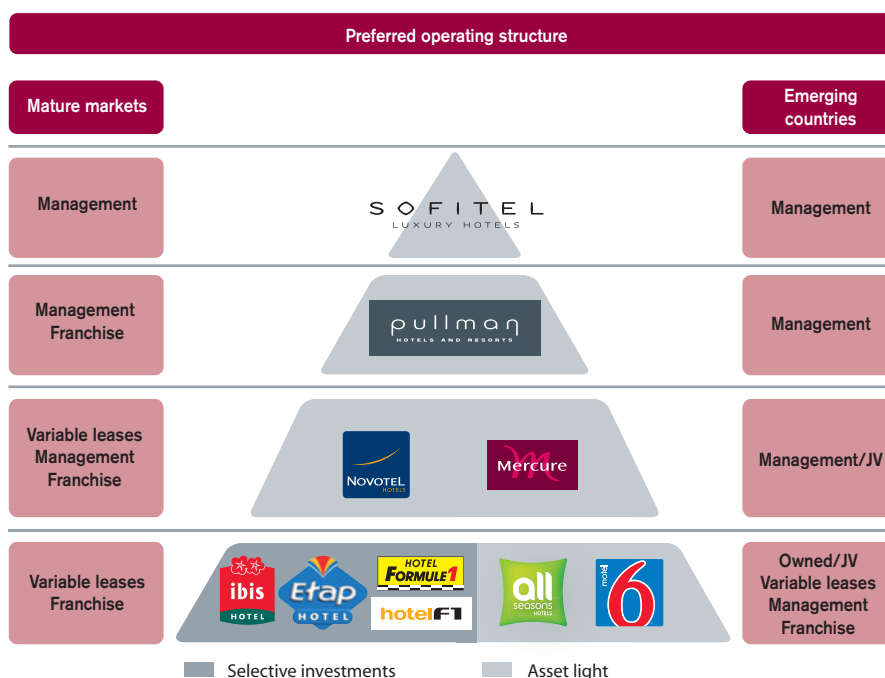 Preferred operating structure
Mature markets
Emerging
countries
Management
SOFITEL
LUXURY HOTELS
Management
Management
Franchise
pullman
HOTELS AND RESORTS
Management
Variable leases
Management
Franchise
NOVOTEL
HOTELS
Mercure
Management/JV
Variable leases
Franchise
ibis
HOTEL
Etap
HOTEL
HOTEL
FORMULE1
hotelF1
all
seasons
HOTELS
motel
6
Owned/JV
Variable leases
Management
Franchise
Selective investments
Asset light